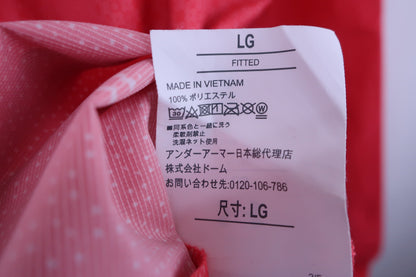 LG
FITTED
MADE IN VIETNAM
100% ポリエステル
30
■同系色と一緒に洗う
柔軟剤禁止
洗濯ネット使用
アンダーアーマー日本総代理店
株式会社ドーム
お問い合わせ先:0120-106-786
尺寸: LG